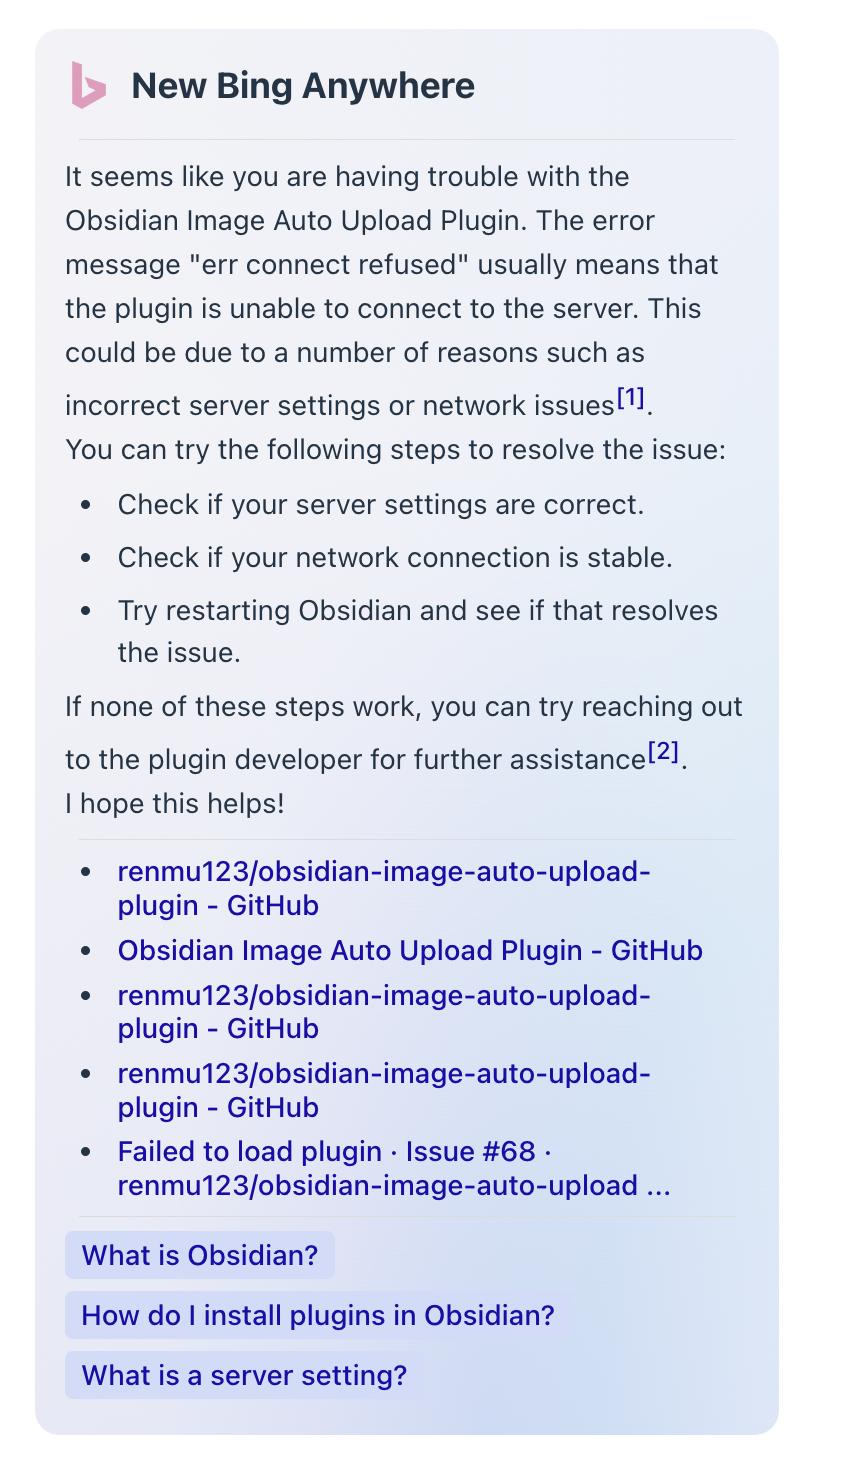 New Bing Anywhere
It seems like you are having trouble with the
Obsidian Image Auto Upload Plugin. The error
message "err connect refused" usually means that
the plugin is unable to connect to the server. This
could be due to a number of reasons such as
incorrect server settings or network issues[1].
You can try the following steps to resolve the issue:
• Check if your server settings are correct.
• Check if your network connection is stable.
• Try restarting Obsidian and see if that resolves
the issue.
If none of these steps work, you can try reaching out
to the plugin developer for further assistance[2].
I hope this helps!
• renmu123/obsidian-image-auto-upload-
plugin - GitHub
• Obsidian Image Auto Upload Plugin - GitHub
• renmu123/obsidian-image-auto-upload-
plugin - GitHub
• renmu123/obsidian-image-auto-upload-
plugin - GitHub
• Failed to load plugin · Issue #68 ·
renmu123/obsidian-image-auto-upload ...
What is Obsidian?
How do I install plugins in Obsidian?
What is a server setting?